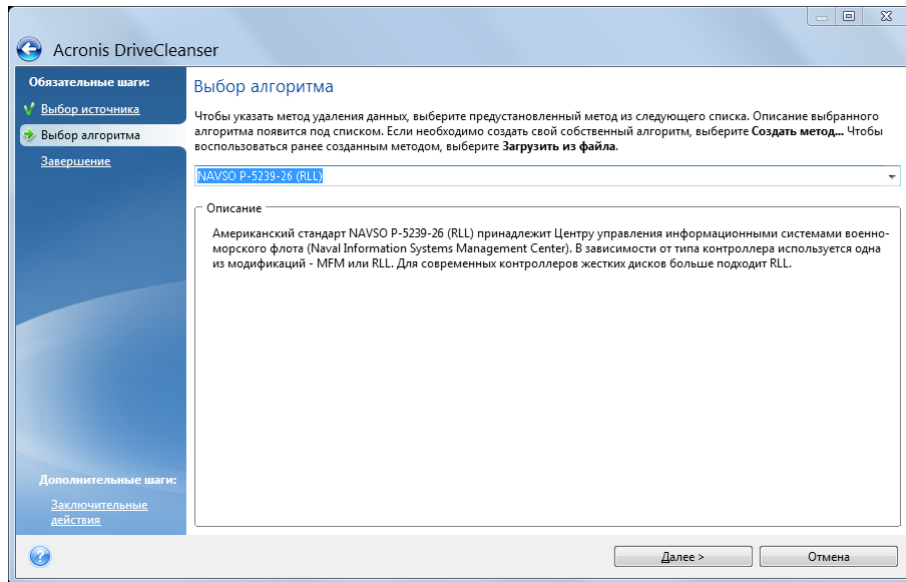 Acronis DriveCleanser
Обязательные шаги:
Выбор источника
Выбор алгоритма
Завершение
Дополнительные шаги:
Заключительные
действия
Выбор алгоритма
Чтобы указать метод удаления данных, выберите предустановленный метод из следующего списка. Описание выбранного
алгоритма появится под списком. Если необходимо создать свой собственный алгоритм, выберите Создать метод... Чтобы
воспользоваться ранее созданным методом, выберите Загрузить из файла.
NAVSO P-5239-26 (RLL)
Описание
Американский стандарт NAVSO P-5239-26 (RLL) принадлежит Центру управления информационными системами военно-
морского флота (Naval Information Systems Management Center). В зависимости от типа контроллера используется одна
из модификаций - MFM или RLL. Для современных контроллеров жестких дисков больше подходит RLL.
?
Далее >
Отмена